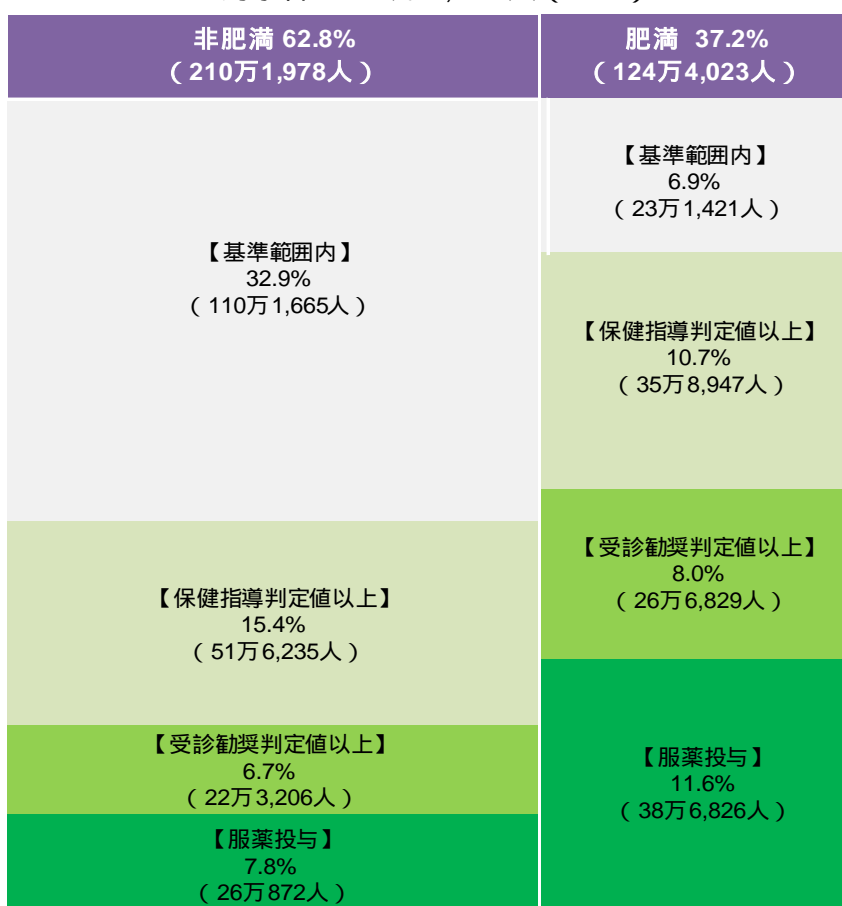 非肥満 62.8%
（210万1,978人）
【基準範囲内】
32.9%
（110万1,665人）
【保健指導判定値以上】
15.4%
（51万6,235人）
【受診勧奨判定値以上】
6.7%
（22万3,206人）
【服薬投与】
7.8%
（26万872人）
肥満 37.2%
（124万4,023人）
【基準範囲内】
6.9%
（23万1,421人）
【保健指導判定値以上】
10.7%
（35万8,947人）
【受診勧奨判定値以上】
8.0%
（26万6,829人）
【服薬投与】
11.6%
（38万6,826人）